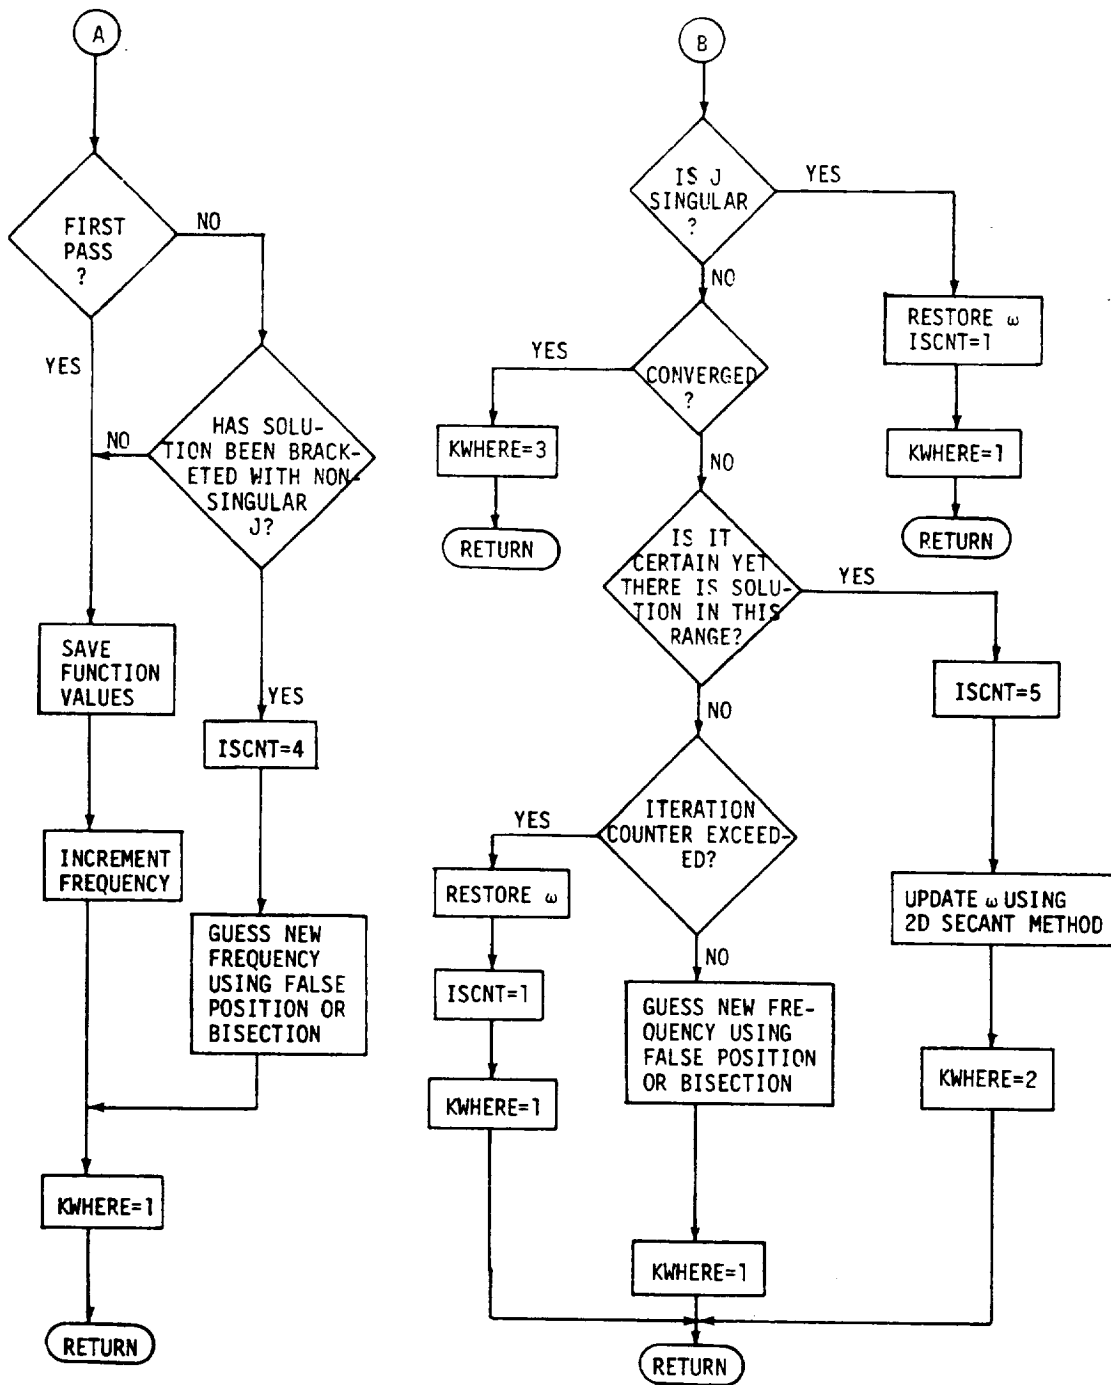 A
FIRST
PASS
?
NO
YES
HAS SOLU-
TION BEEN BRACK-
ETED WITH NON-
SINGULAR
J?
NO
YES
SAVE
FUNCTION
VALUES
INCREMENT
FREQUENCY
ISCNT=4
GUESS NEW
FREQUENCY
USING FALSE
POSITION OR
BISECTION
KWHERE=1
RETURN
B
IS J
SINGULAR
?
YES
NO
RESTORE ω
ISCNT=1
KWHERE=1
RETURN
CONVERGED
?
YES
KWHERE=3
RETURN
NO
IS IT
CERTAIN YET
THERE IS SOLU-
TION IN THIS
RANGE?
YES
NO
ISCNT=5
UPDATE ω USING
2D SECANT METHOD
KWHERE=2
ITERATION
COUNTER EXCEED-
ED?
YES
RESTORE ω
ISCNT=1
KWHERE=1
NO
GUESS NEW FRE-
QUENCY USING
FALSE POSITION
OR BISECTION
KWHERE=1
RETURN